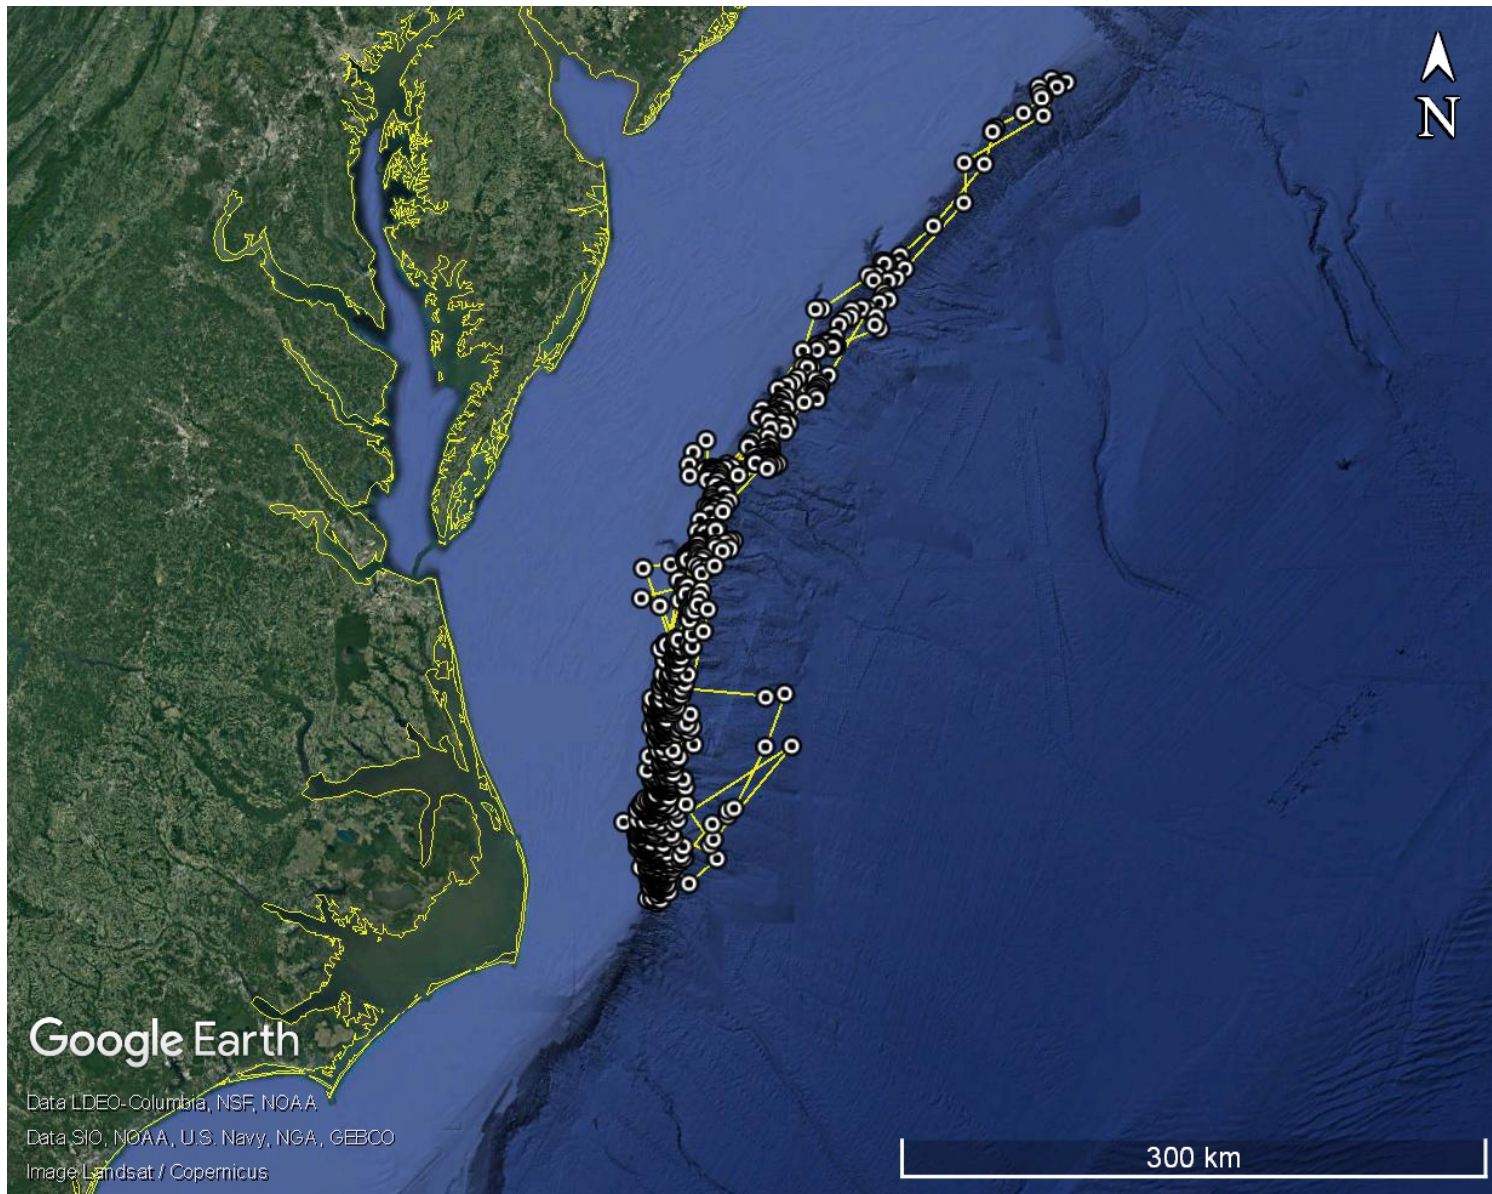 N
Google Earth
Data LDEO-Columbia, NSF, NOAA
Data SIO, NOAA, U.S. Navy, NGA, GEBCO
Image Landsat / Copernicus
300 km